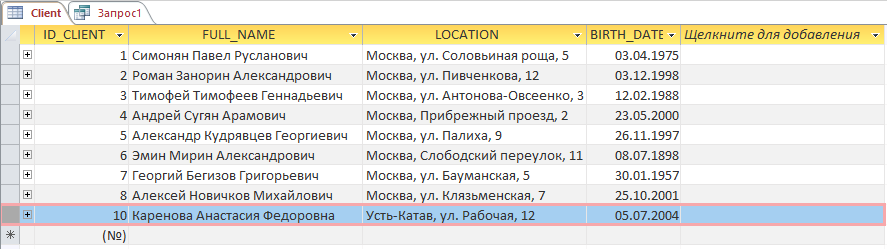 Client Запрос1
ID_CLIENT FULL_NAME LOCATION BIRTH_DATE Щелкните для добавления
1 Симонян Павел Русланович Москва, ул. Соловьиная роща, 5 03.04.1975
2 Роман Занорин Александрович Москва, ул. Пивченкова, 12 03.12.1998
3 Тимофей Тимофеев Геннадьевич Москва, ул. Антонова-Овсеенко, 3 12.02.1988
4 Андрей Сугян Арамович Москва, Прибрежный проезд, 2 23.05.2000
5 Александр Кудрявцев Георгиевич Москва, ул. Палиха, 9 26.11.1997
6 Эмин Мирин Александрович Москва, Слободский переулок, 11 08.07.1898
7 Георгий Бегизов Григорьевич Москва, ул. Бауманская, 5 30.01.1957
8 Алексей Новичков Михайлович Москва, ул. Клязьменская, 7 25.10.2001
10 Каренова Анастасия Федоровна Усть-Катав, ул. Рабочая, 12 05.07.2004
(№)